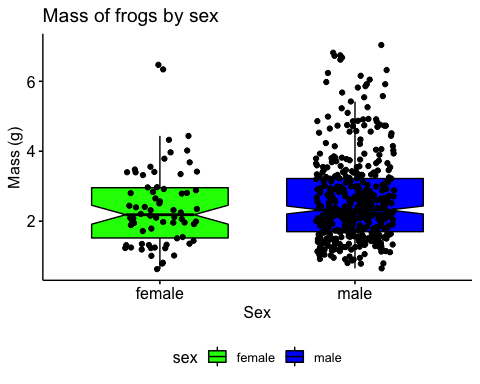 Mass of frogs by sex
Mass (g)
6
4
2
female male
Sex
sex female male